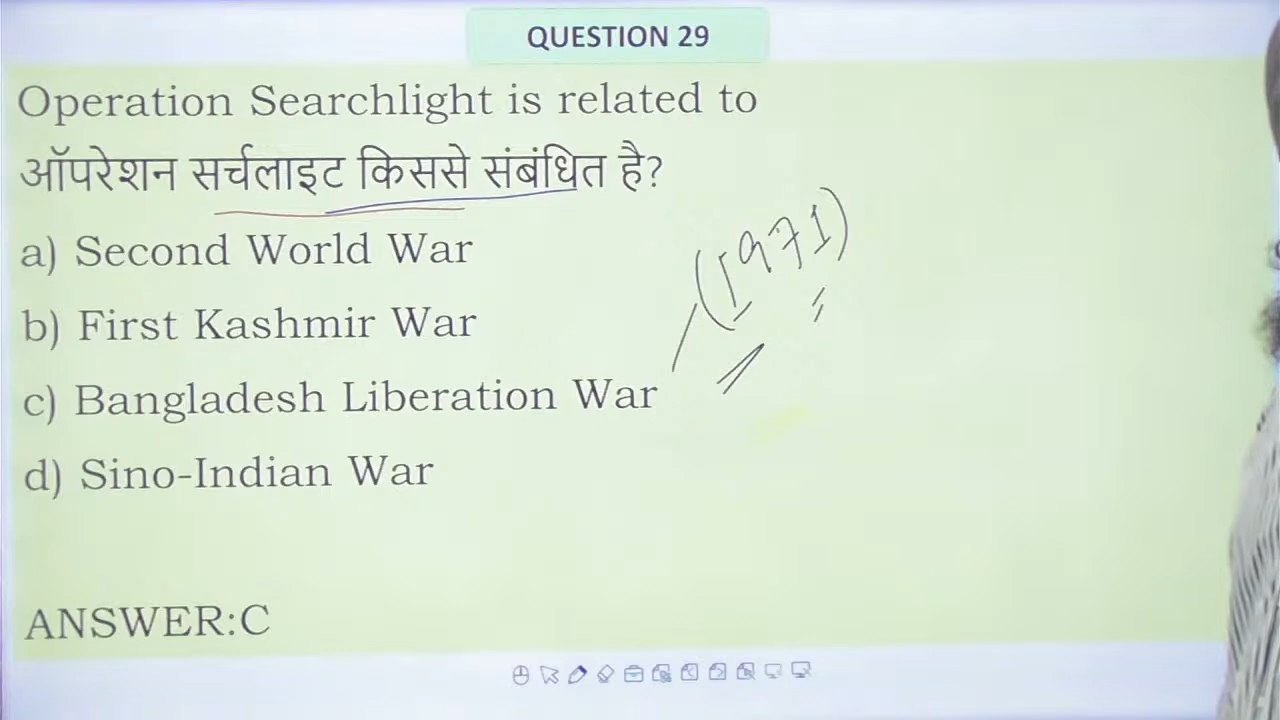 QUESTION 29
Operation Searchlight is related to
ऑपरेशन सर्चलाइट किससे संबंधित है?
a) Second World War
(1971)
b) First Kashmir War
c) Bangladesh Liberation War
d) Sino-Indian War
ANSWER:C